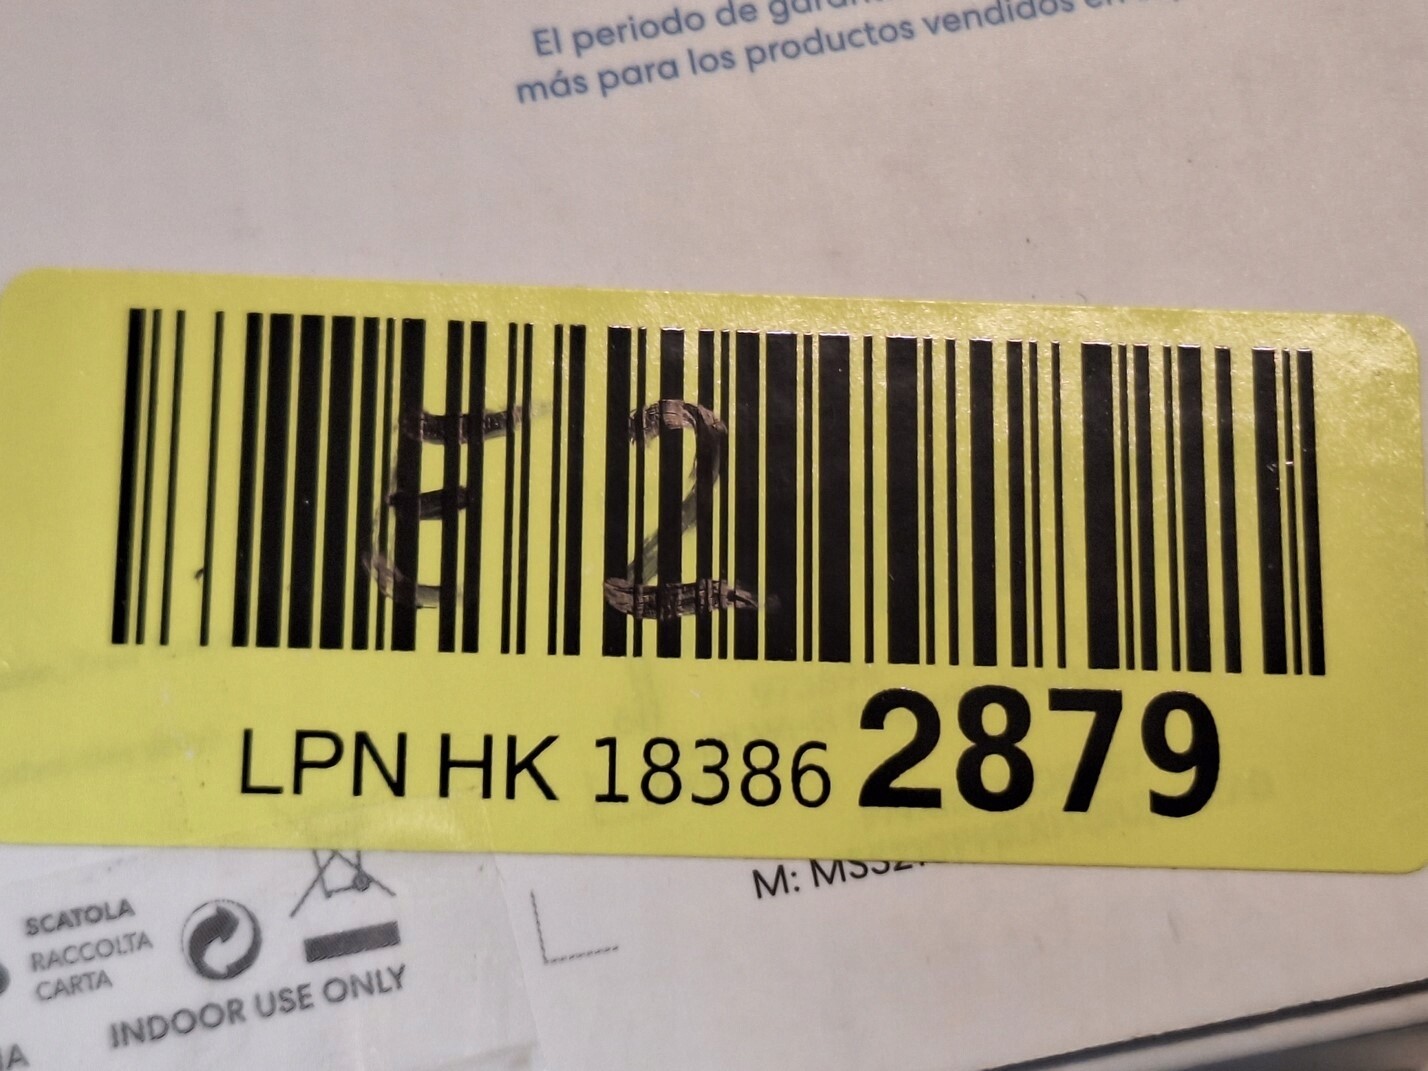 El periodo de
más para los productos vendidos en
E2
LPN HK 18386 2879
M:
SCATOLA
RACCOLTA
CARTA
INDOOR USE ONLY